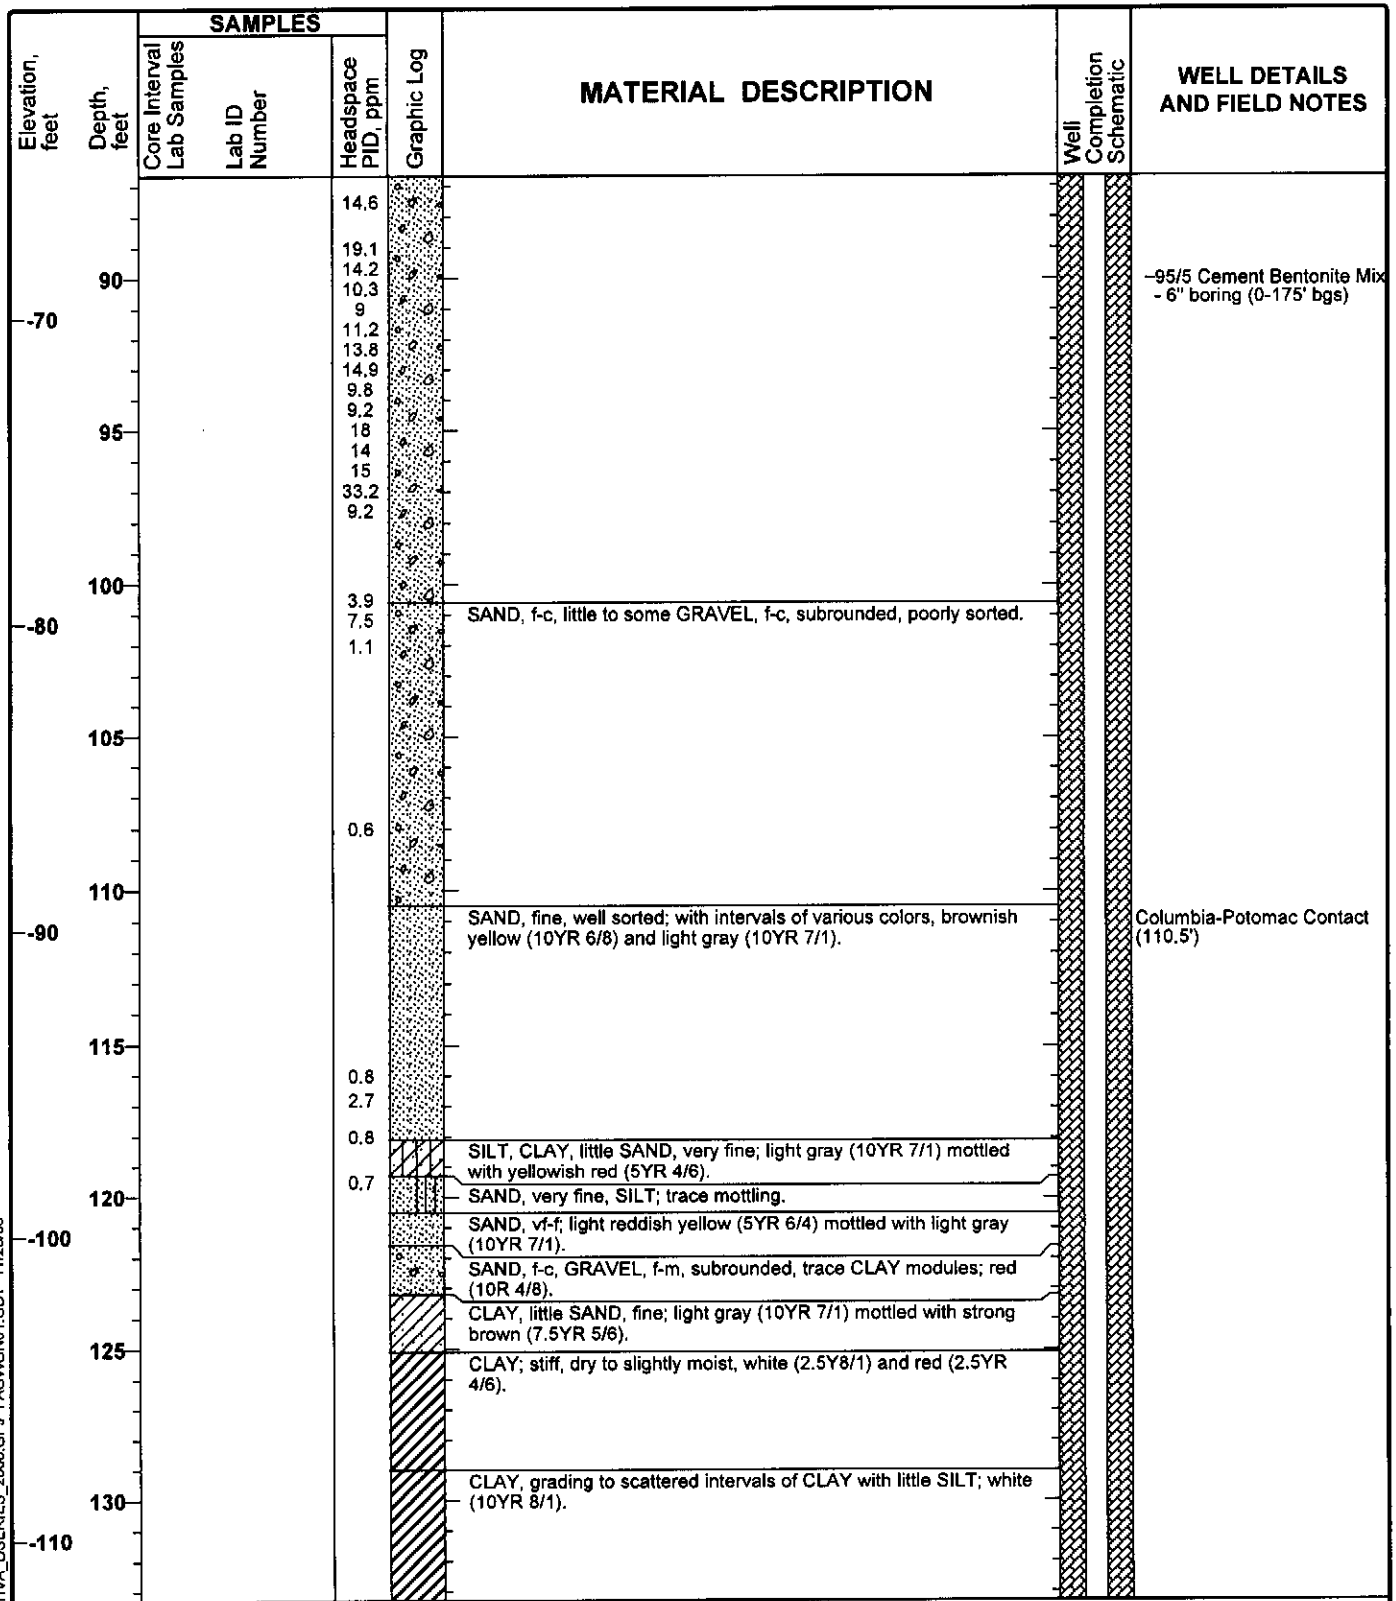 SAMPLES
Elevation,
feet
Depth,
feet
Core Interval
Lab Samples
Lab ID
Number
Headspace
PID, ppm
Graphic Log
MATERIAL DESCRIPTION
Well
Completion
Schematic
WELL DETAILS
AND FIELD NOTES
14.6
19.1
14.2
90
10.3
-95/5 Cement Bentonite Mix
- 6" boring (0-175' bgs)
9
-70
11.2
13.8
14.9
9.8
9.2
95
18
14
15
33.2
9.2
100
3.9
7.5
SAND, f-c, little to some GRAVEL, f-c, subrounded, poorly sorted.
-80
1.1
105
0.6
110
SAND, fine, well sorted; with intervals of various colors, brownish
yellow (10YR 6/8) and light gray (10YR 7/1).
Columbia-Potomac Contact
(110.5')
-90
115
0.8
2.7
0.8
SILT, CLAY, little SAND, very fine; light gray (10YR 7/1) mottled
with yellowish red (5YR 4/6).
0.7
120
SAND, very fine, SILT; trace mottling.
SAND, vf-f; light reddish yellow (5YR 6/4) mottled with light gray
(10YR 7/1).
-100
SAND, f-c, GRAVEL, f-m, subrounded, trace CLAY modules; red
(10R 4/8).
CLAY, little SAND, fine; light gray (10YR 7/1) mottled with strong
brown (7.5YR 5/6).
125
CLAY; stiff, dry to slightly moist, white (2.5Y8/1) and red (2.5YR
4/6).
CLAY, grading to scattered intervals of CLAY with little SILT; white
(10YR 8/1).
130
-110